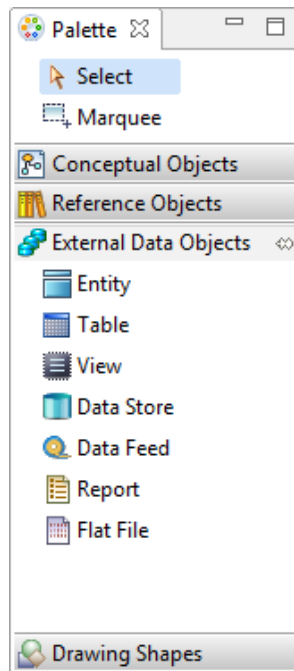 Palette
Select
Marquee
Conceptual Objects
Reference Objects
External Data Objects
Entity
Table
View
Data Store
Data Feed
Report
Flat File
Drawing Shapes